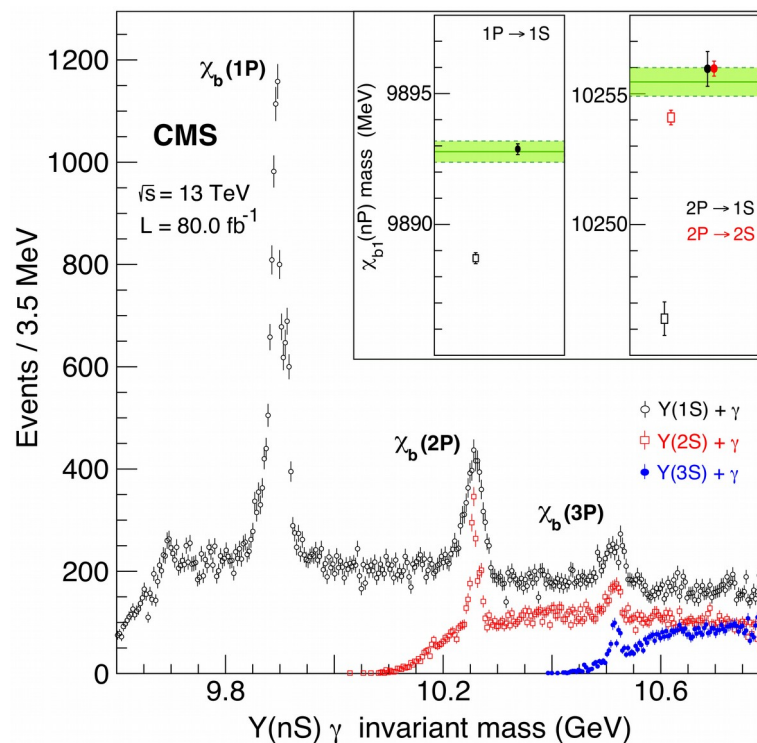 χb(1P)
CMS
√s = 13 TeV
L = 80.0 fb⁻¹
Events / 3.5 MeV
1200
1000
800
600
400
200
0
χb(2P)
χb(3P)
9.8
10.2
10.6
Υ(nS) γ invariant mass (GeV)
Υ(1S) + γ
Υ(2S) + γ
Υ(3S) + γ
χb1(nP) mass (MeV)
9895
9890
1P → 1S
10255
10250
2P → 1S
2P → 2S